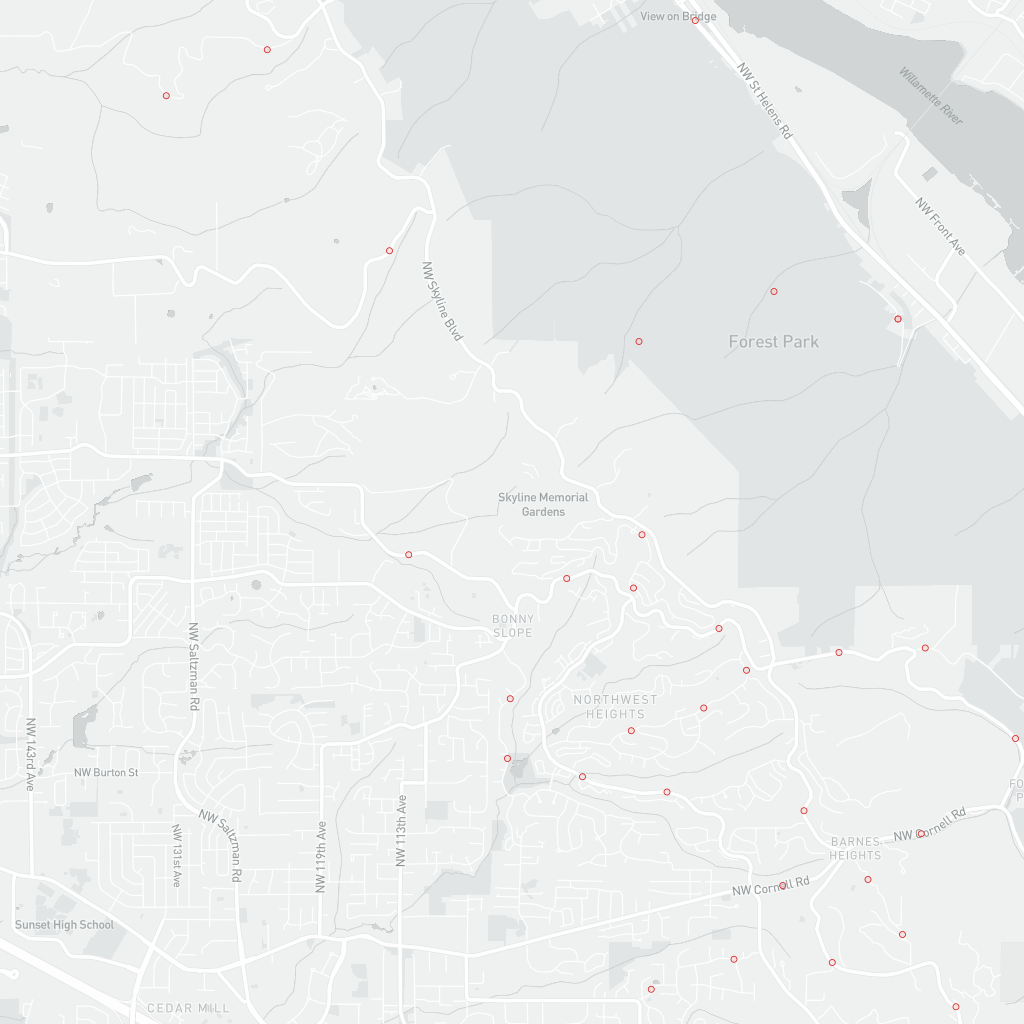 View on Bridge
NW St Helens Rd
Willamette River
NW Front Ave
NW Skyline Blvd
Forest Park
Skyline Memorial
Gardens
BONNY
SLOPE
NW Saltzman Rd
NORTHWEST
HEIGHTS
NW 143rd Ave
NW Burton St
NW Saltzman Rd
NW 131st Ave
NW 119th Ave
NW 113th Ave
NW Cornell Rd
BARNES
HEIGHTS
NW Cornell Rd
Sunset High School
CEDAR MILL